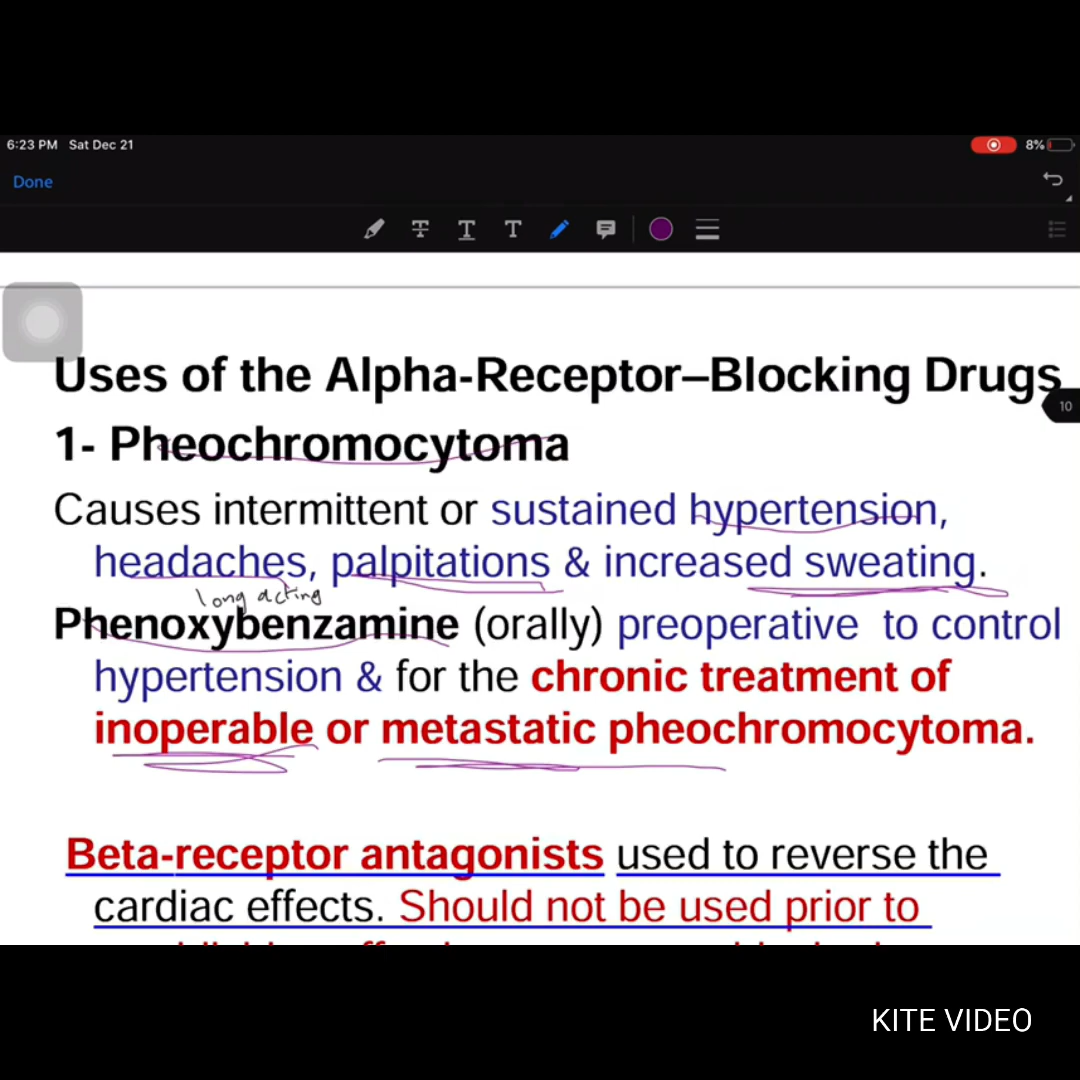 6:23 PM Sat Dec 21
8%
Done
Uses of the Alpha-Receptor–Blocking Drugs
10
1- Pheochromocytoma
Causes intermittent or sustained hypertension,
headaches, palpitations & increased sweating.
long acting
Phenoxybenzamine (orally) preoperative to control
hypertension & for the chronic treatment of
inoperable or metastatic pheochromocytoma.
Beta-receptor antagonists used to reverse the
cardiac effects. Should not be used prior to
KITE VIDEO